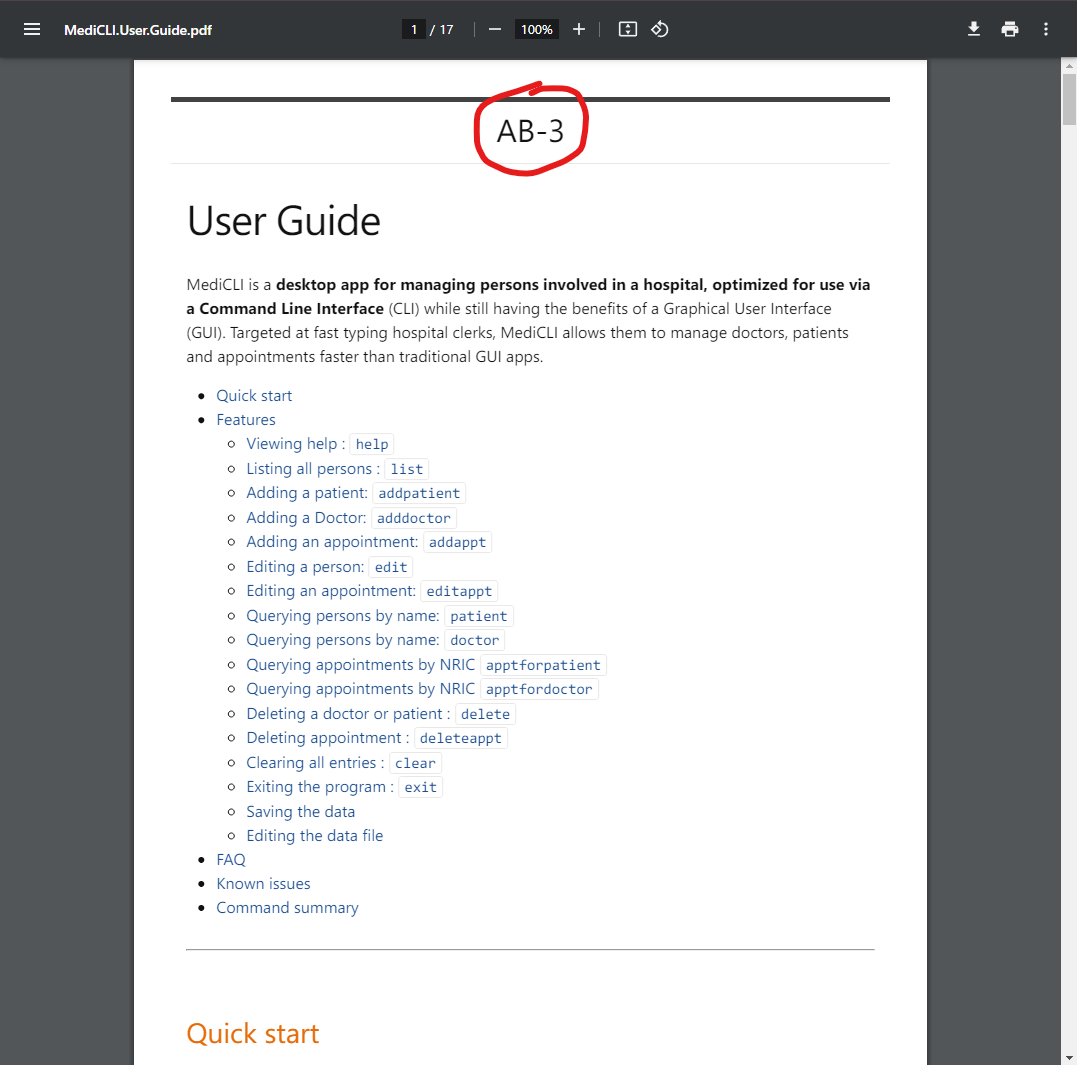 MediCLI.User.Guide.pdf 1 / 17 100%
AB-3
User Guide
MediCLI is a desktop app for managing persons involved in a hospital, optimized for use via
a Command Line Interface (CLI) while still having the benefits of a Graphical User Interface
(GUI). Targeted at fast typing hospital clerks, MediCLI allows them to manage doctors, patients
and appointments faster than traditional GUI apps.
Quick start
Features
Viewing help : help
Listing all persons : list
Adding a patient: addpatient
Adding a Doctor: adddoctor
Adding an appointment: addappt
Editing a person: edit
Editing an appointment: editappt
Querying persons by name: patient
Querying persons by name: doctor
Querying appointments by NRIC apptforpatient
Querying appointments by NRIC apptfordoctor
Deleting a doctor or patient : delete
Deleting appointment : deleteappt
Clearing all entries : clear
Exiting the program : exit
Saving the data
Editing the data file
FAQ
Known issues
Command summary
Quick start